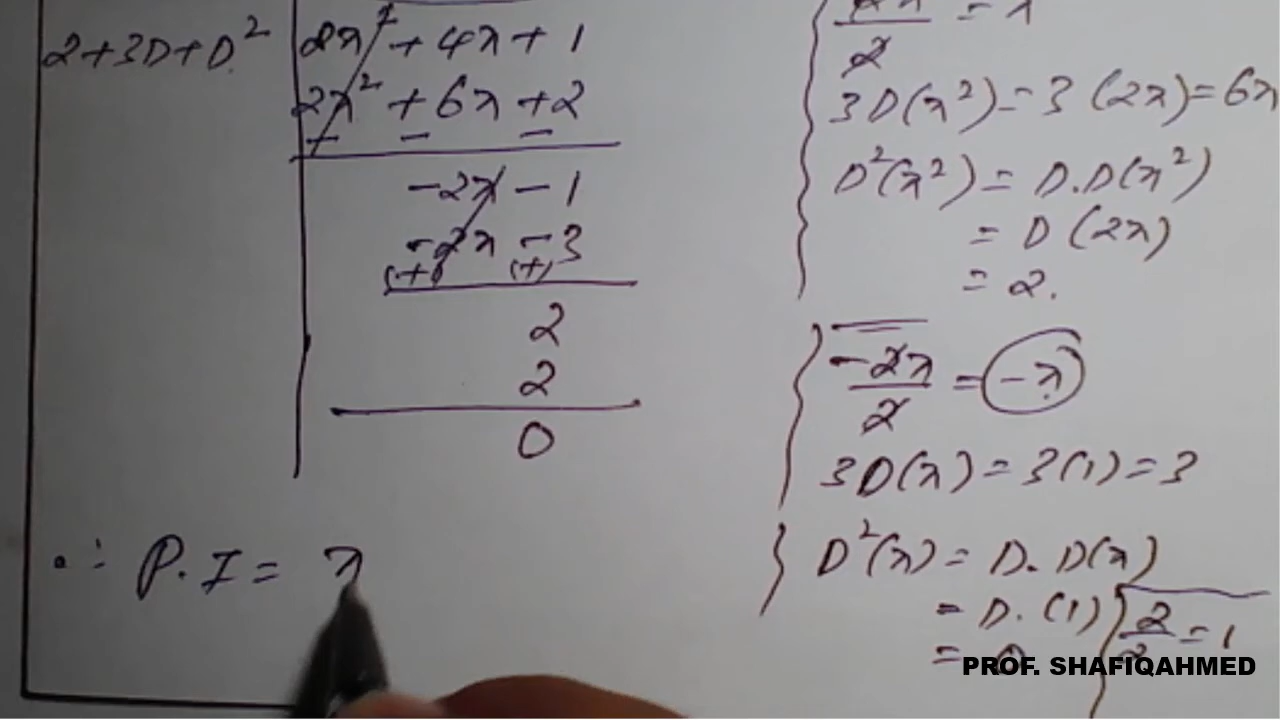 2+3D+D² | 2x² + 4x + 1
2x² + 6x + 2
− − −
-2x - 1
-2x - 3
(+) (+)
2
2
0
∴ P.I = x
2
3D(x²) = 3(2x) = 6x
D²(x²) = D.D(x²)
= D(2x)
= 2.
-2x/2 = -x
3D(x) = 3(1) = 3
D²(x) = D.D(x)
= D.(1)
= 0
2/2 = 1
PROF. SHAFIQAHMED